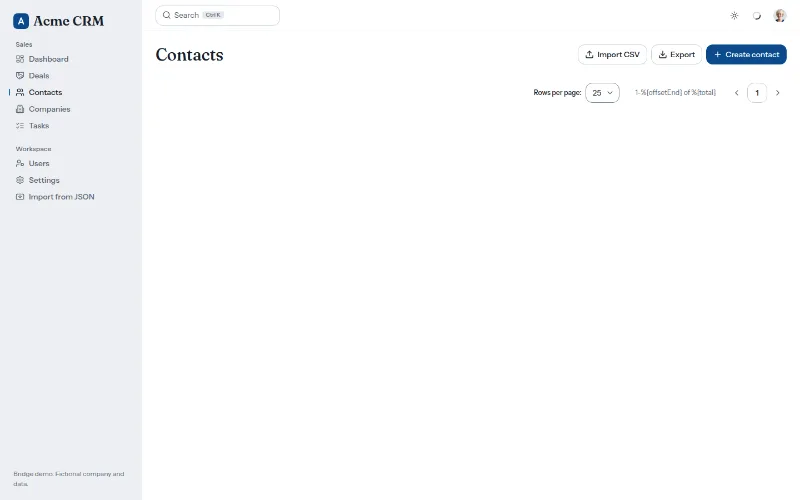 A Acme CRM
Search Ctrl K
Sales
Dashboard
Deals
Contacts
Companies
Tasks
Workspace
Users
Settings
Import from JSON
Bridge demo. Fictional company and
data.
Contacts
Import CSV
Export
Create contact
Rows per page: 25
1-%{offsetEnd} of %{total}
1